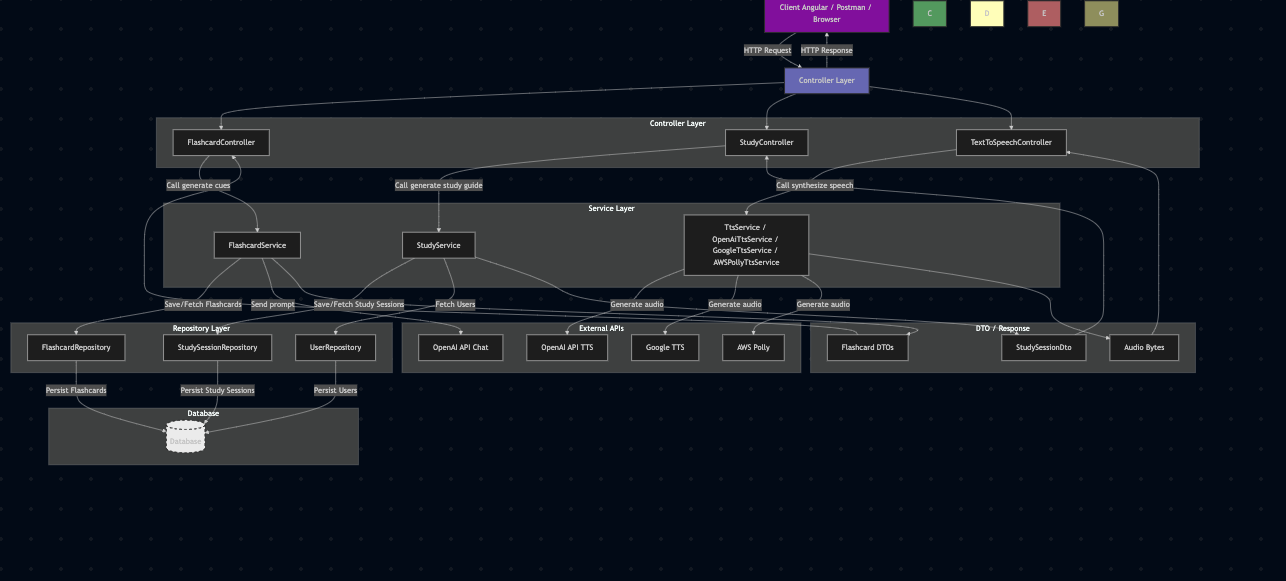 Client Angular / Postman /
Browser
C
D
E
G
HTTP Request
HTTP Response
Controller Layer
Controller Layer
FlashcardController
StudyController
TextToSpeechController
Call generate cues
Call generate study guide
Call synthesize speech
Service Layer
FlashcardService
StudyService
TtsService /
OpenAiTtsService /
GoogleTtsService /
AWSPollyTtsService
Save/Fetch Flashcards
Send prompt
Save/Fetch Study Sessions
Fetch Users
Generate audio
Generate audio
Generate audio
Repository Layer
External APIs
DTO / Response
FlashcardRepository
StudySessionRepository
UserRepository
OpenAI API Chat
OpenAI API TTS
Google TTS
AWS Polly
Flashcard DTOs
StudySessionDto
Audio Bytes
Persist Flashcards
Persist Study Sessions
Persist Users
Database
Database